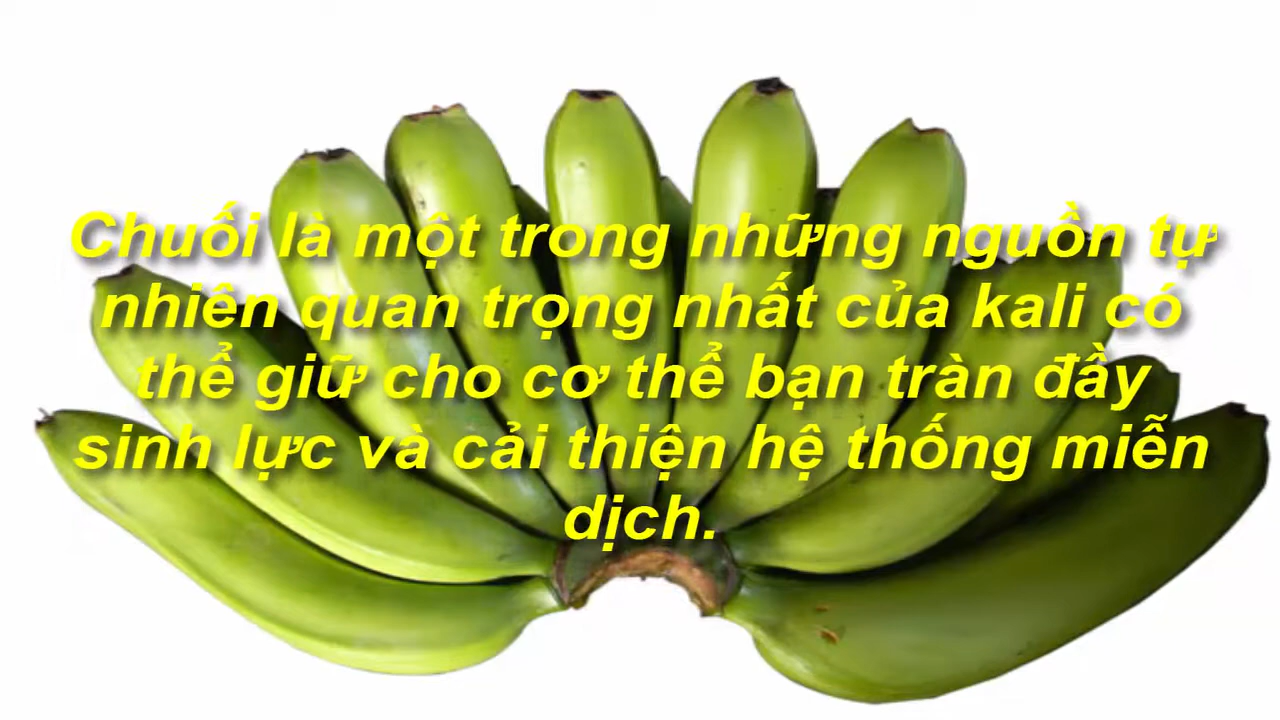 Chuối là một trong những nguồn tự
nhiên quan trọng nhất của kali có
thể giữ cho cơ thể bạn tràn đầy
sinh lực và cải thiện hệ thống miễn
dịch.